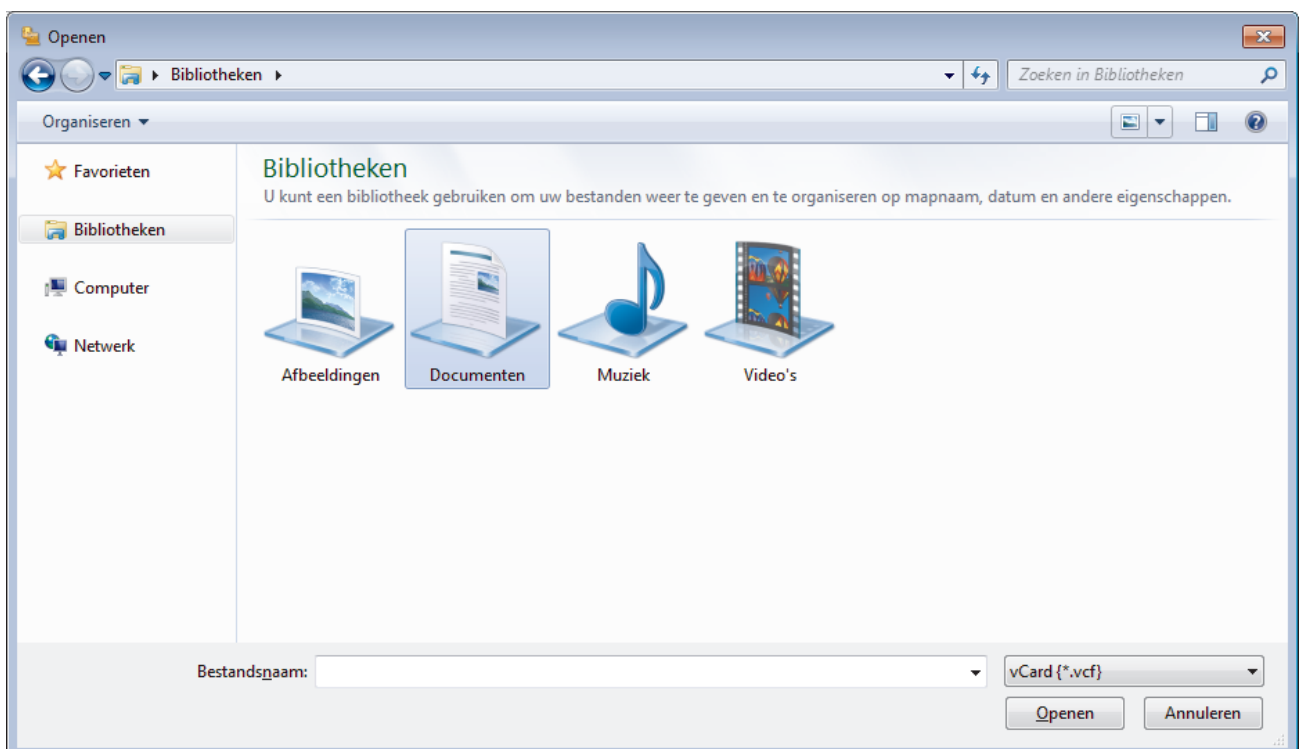 Openen
Bibliotheken
Zoeken in Bibliotheken
Organiseren
Favorieten
Bibliotheken
Computer
Netwerk
Bibliotheken
U kunt een bibliotheek gebruiken om uw bestanden weer te geven en te organiseren op mapnaam, datum en andere eigenschappen.
Afbeeldingen
Documenten
Muziek
Video's
Bestandsnaam:
vCard {*.vcf}
Openen
Annuleren